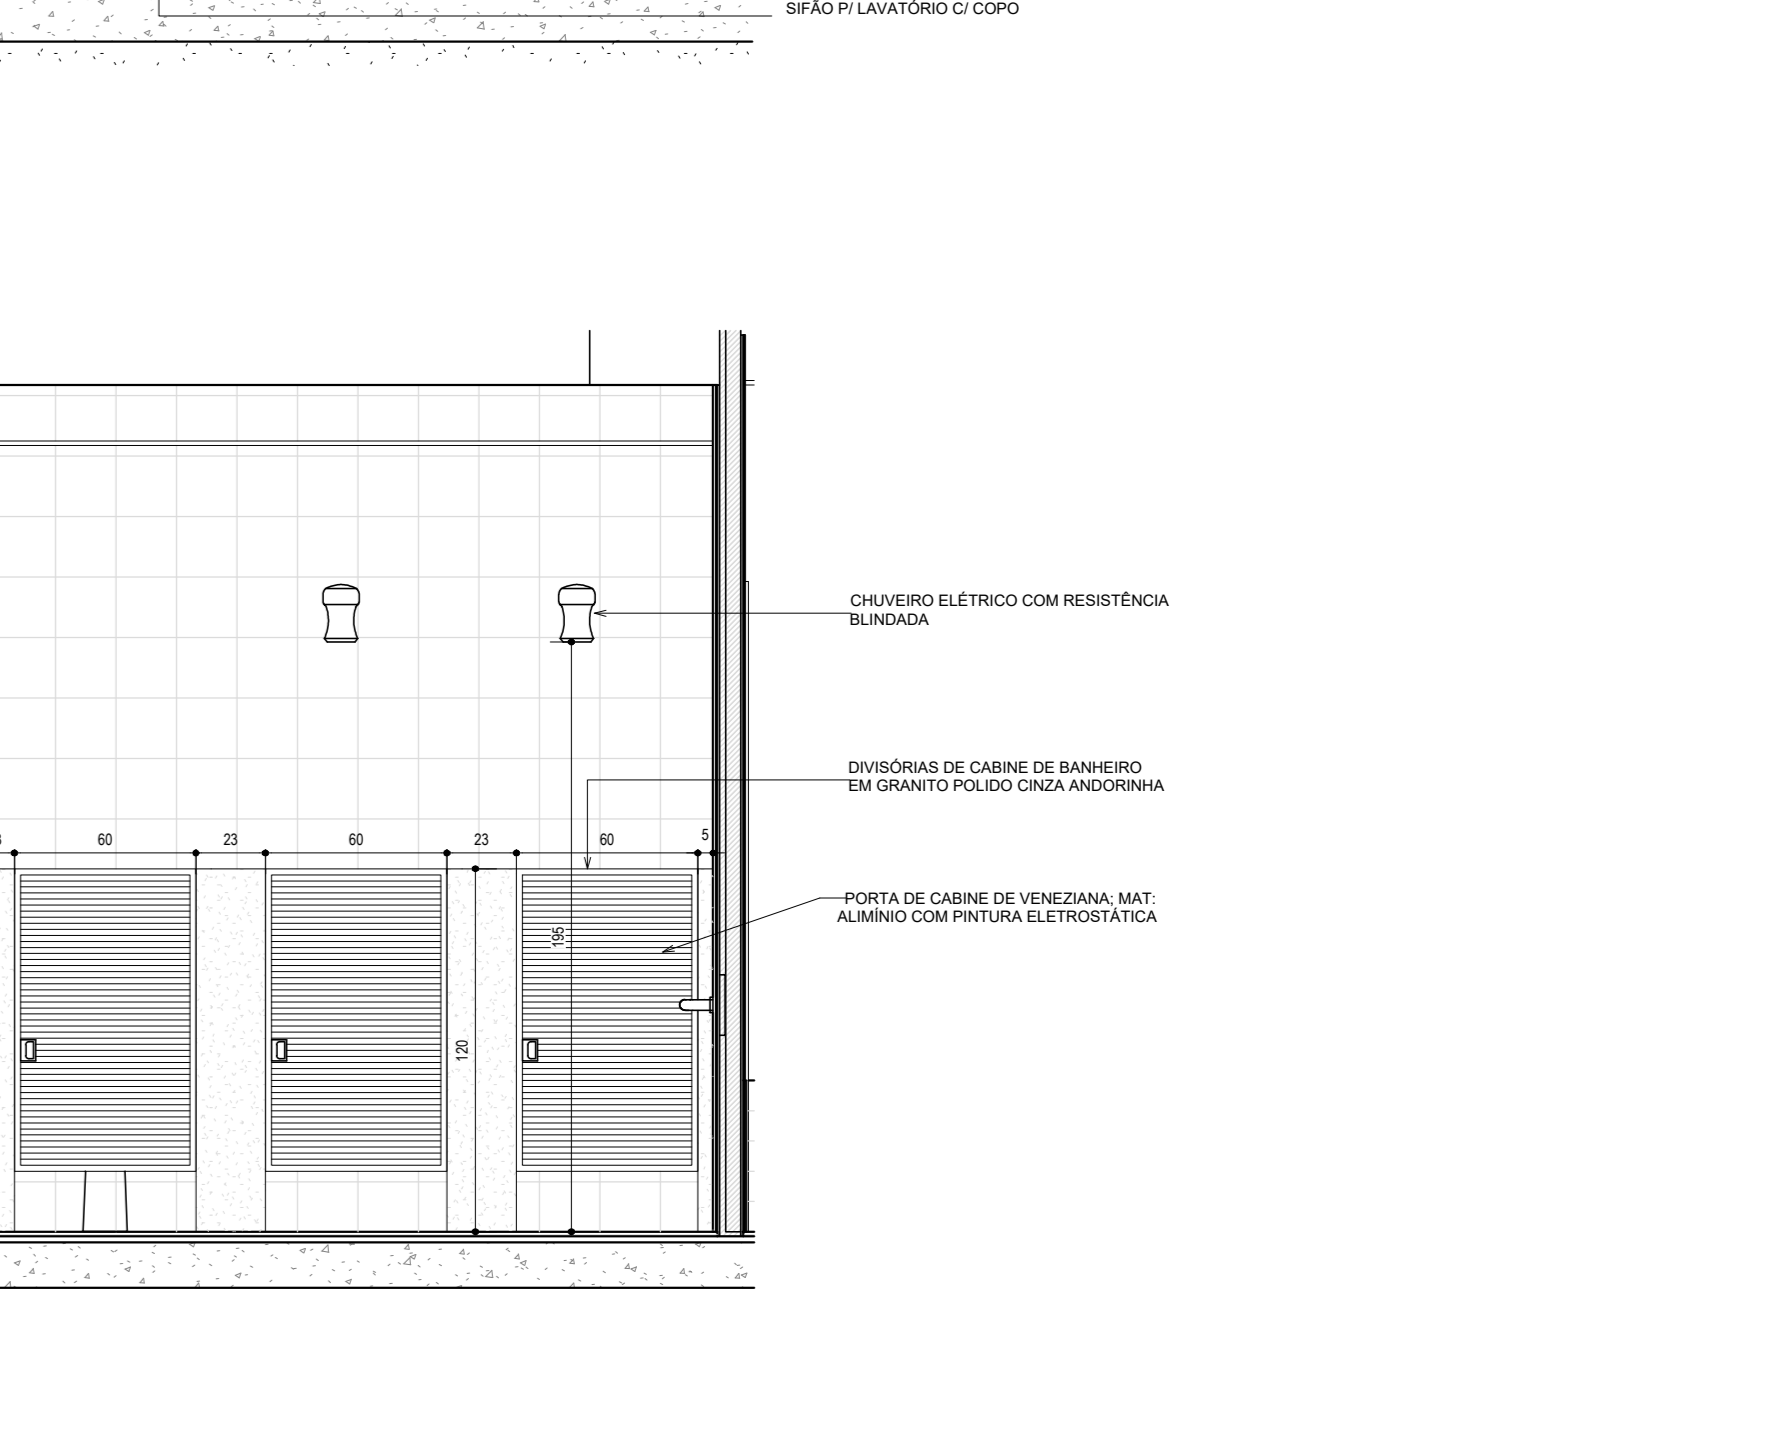 SIFÃO P/ LAVATÓRIO C/ COPO
CHUVEIRO ELÉTRICO COM RESISTÊNCIA
BLINDADA
DIVISÓRIAS DE CABINE DE BANHEIRO
EM GRANITO POLIDO CINZA ANDORINHA
60
23
60
23
60
5
PORTA DE CABINE DE VENEZIANA; MAT:
ALIMÍNIO COM PINTURA ELETROSTÁTICA
195
120